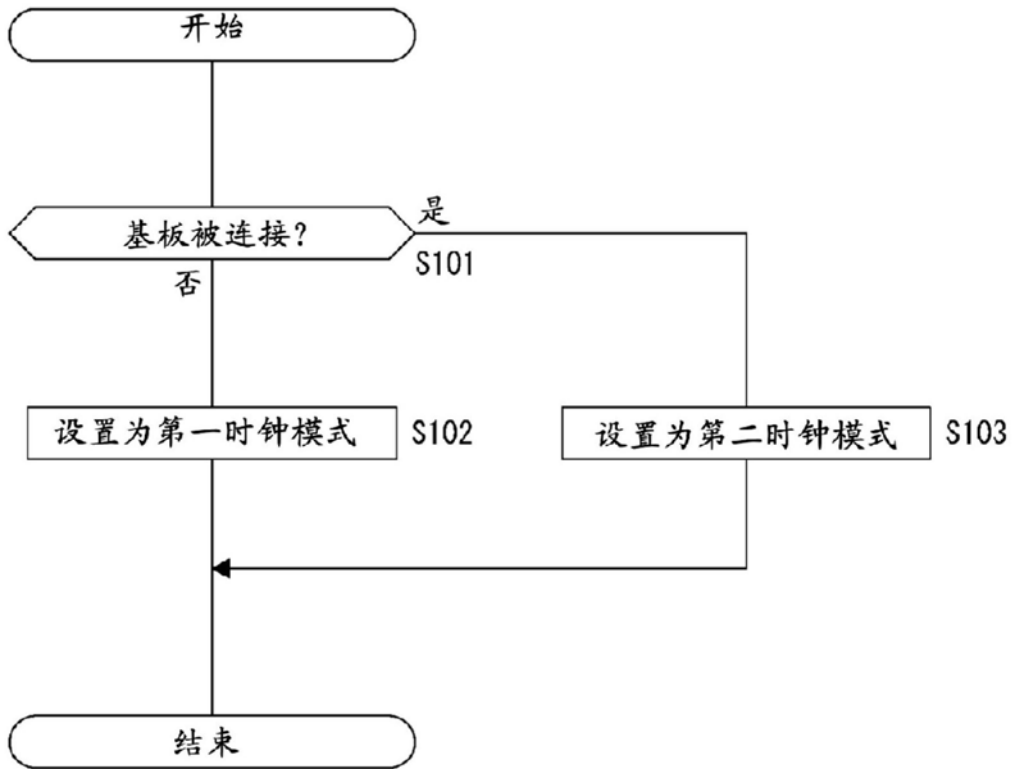 开始
基板被连接?
是
S101
否
设置为第一时钟模式
S102
设置为第二时钟模式
S103
结束